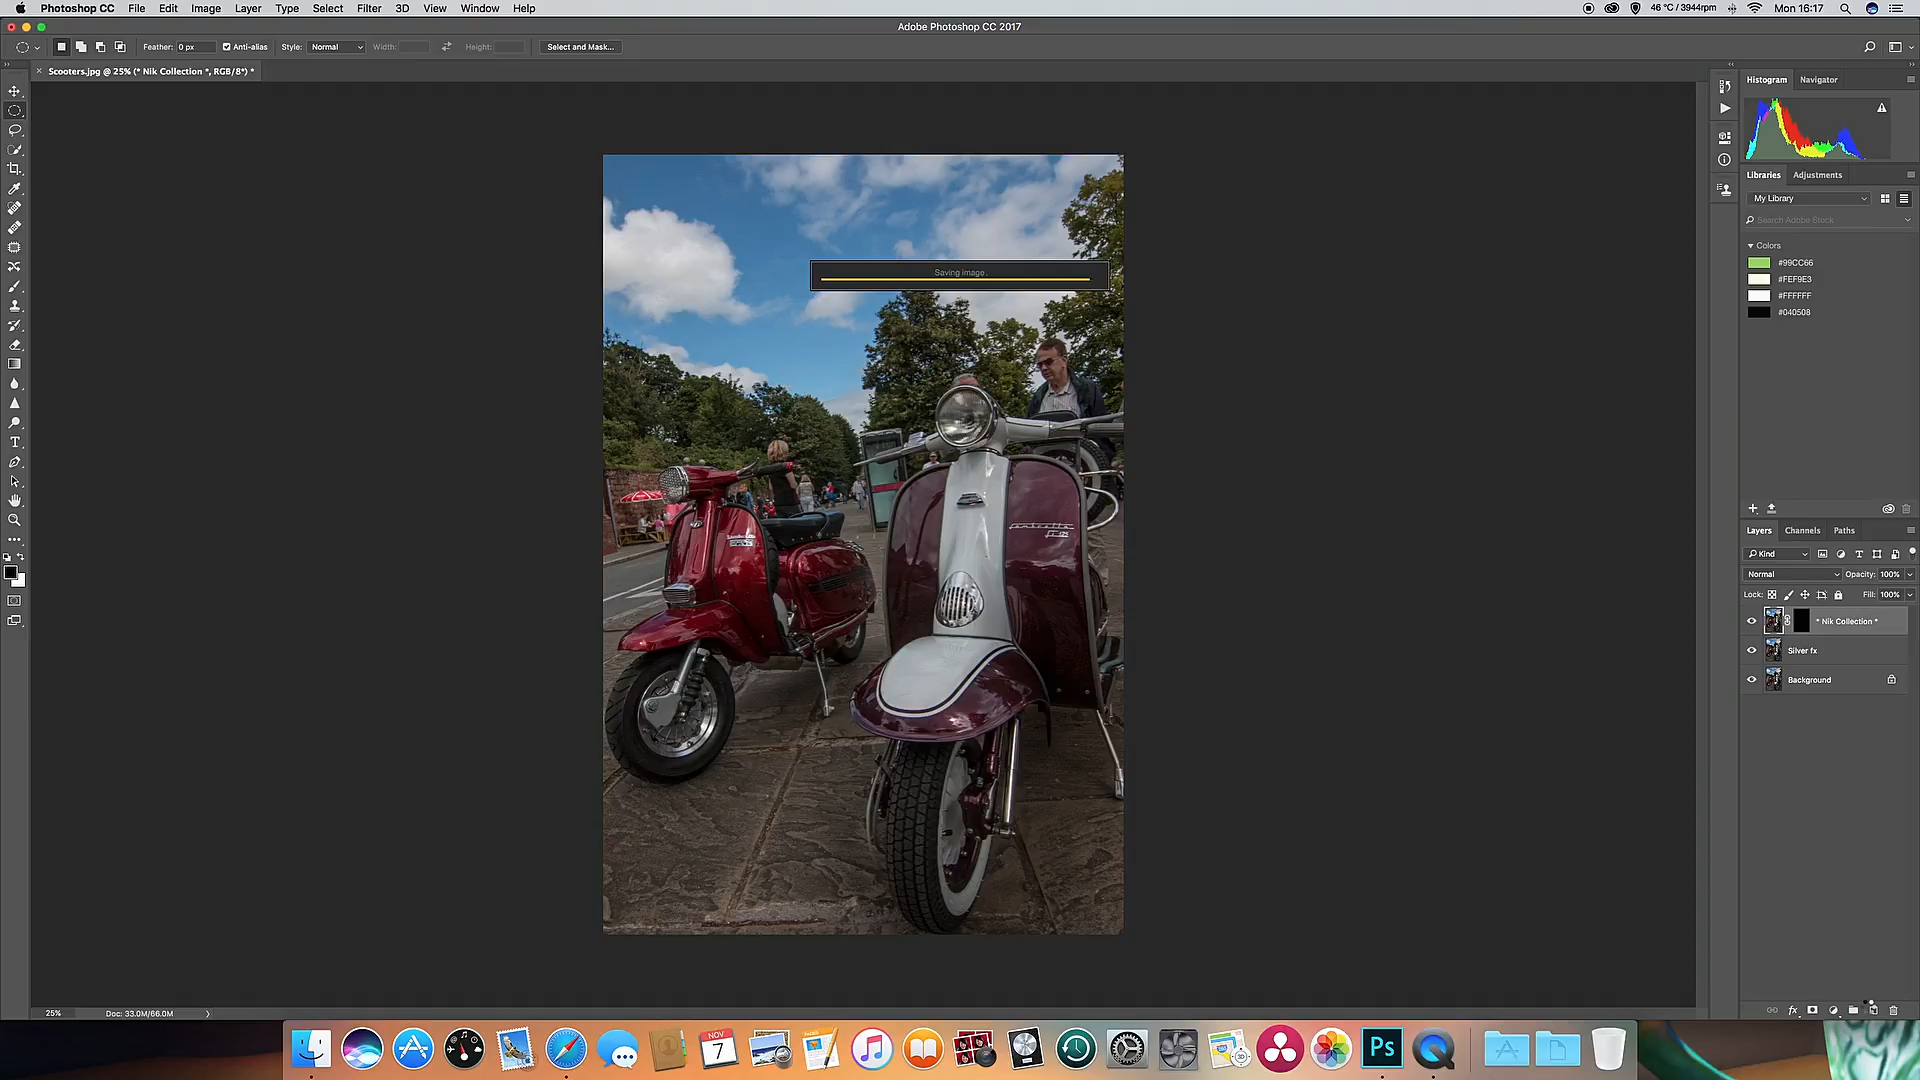 Photoshop CC File Edit Image Layer Type Select Filter 3D View Window Help
46 °C / 3944rpm Mon 16:17
Adobe Photoshop CC 2017
Feather: 0 px Anti-alias Style: Normal Width: Height: Select and Mask...
Scooters.jpg @ 25% (* Nik Collection *, RGB/8*) *
Histogram Navigator
Libraries Adjustments
My Library
Search Adobe Stock
Colors
#99CC66
#FEF9E3
#FFFFFF
#040508
Saving image.
Layers Channels Paths
Kind
Normal Opacity: 100%
Lock: Fill: 100%
* Nik Collection *
Silver fx
Background
25% Doc: 33.0M/66.0M
NOV
7
Ps